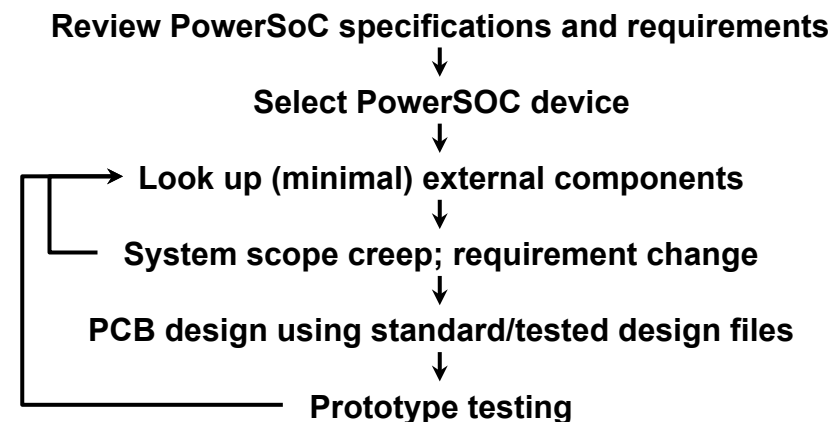 Review PowerSoC specifications and requirements
Select PowerSOC device
Look up (minimal) external components
System scope creep; requirement change
PCB design using standard/tested design files
Prototype testing